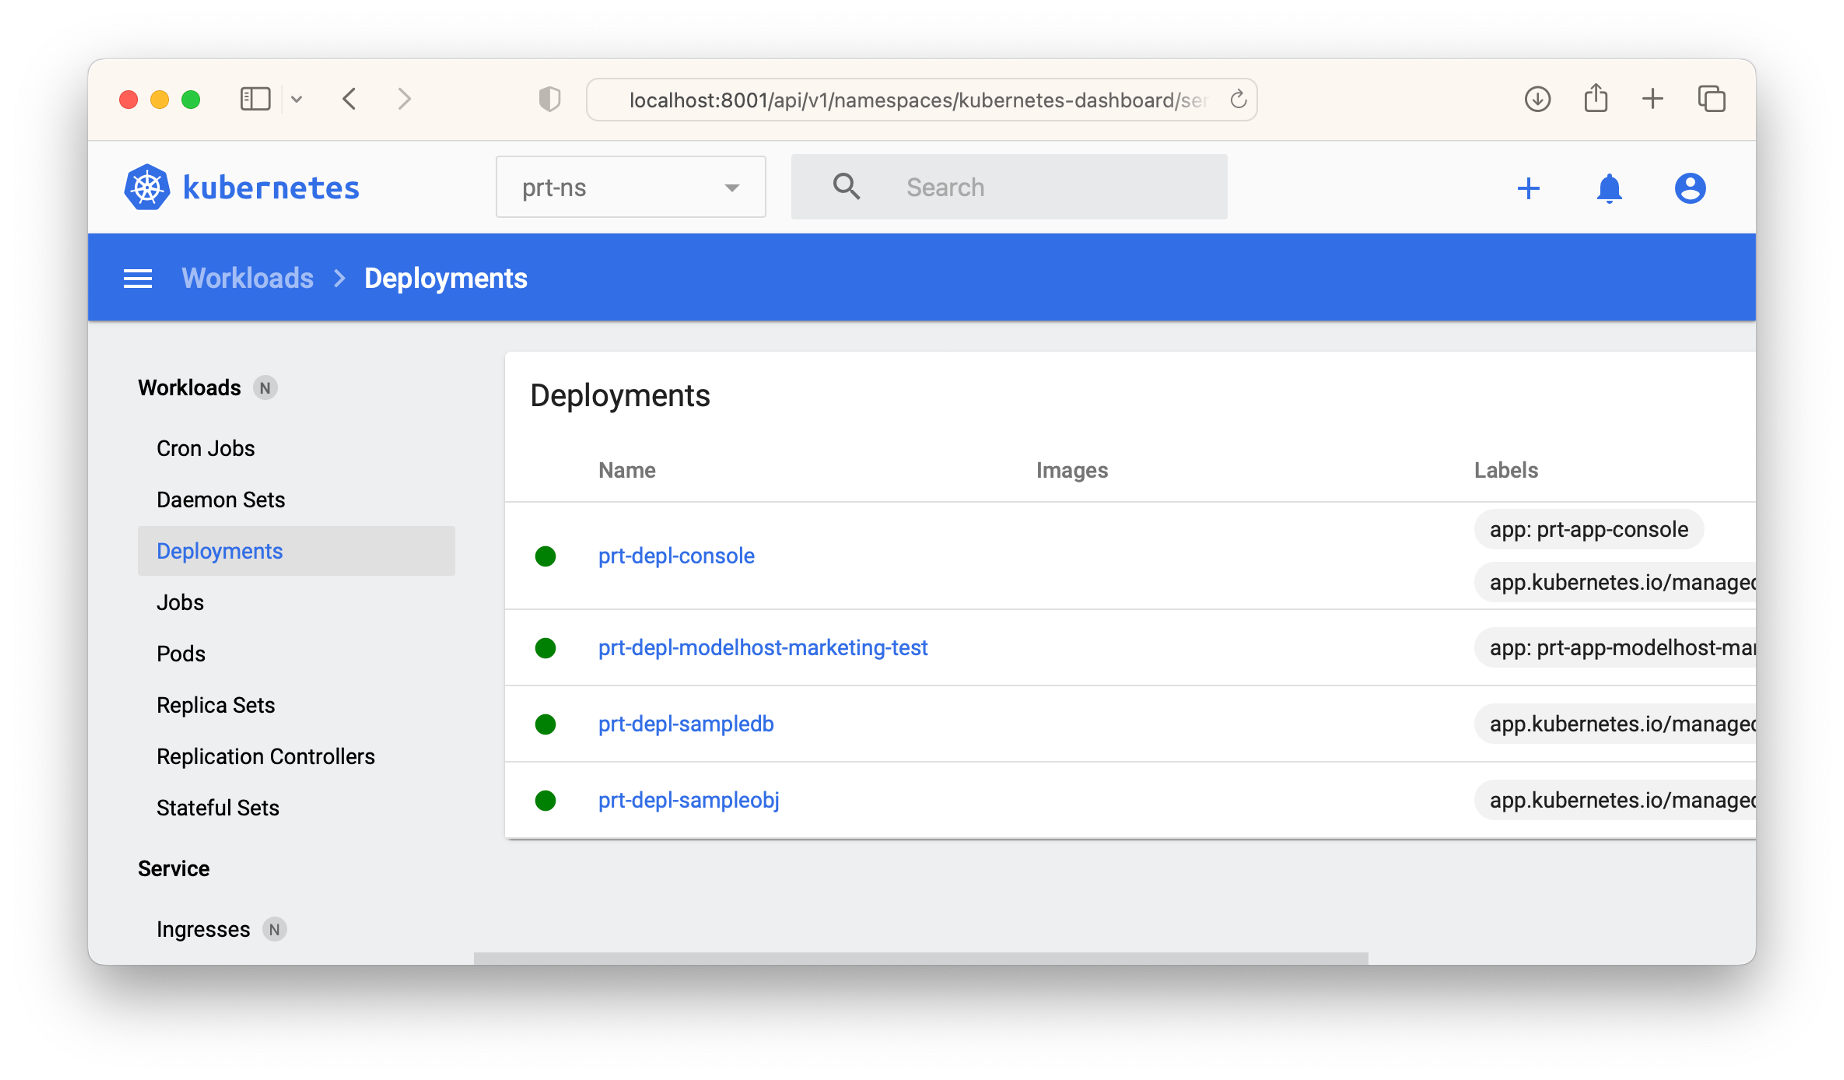 localhost:8001/api/v1/namespaces/kubernetes-dashboard/ser
kubernetes
prt-ns
Search
Workloads
Deployments
Workloads N
Cron Jobs
Daemon Sets
Deployments
Jobs
Pods
Replica Sets
Replication Controllers
Stateful Sets
Service
Ingresses N
Deployments
Name Images Labels
prt-depl-console
app: prt-app-console
app.kubernetes.io/managed
prt-depl-modelhost-marketing-test app: prt-app-modelhost-mar
prt-depl-sampledb app.kubernetes.io/managed
prt-depl-sampleobj app.kubernetes.io/managed